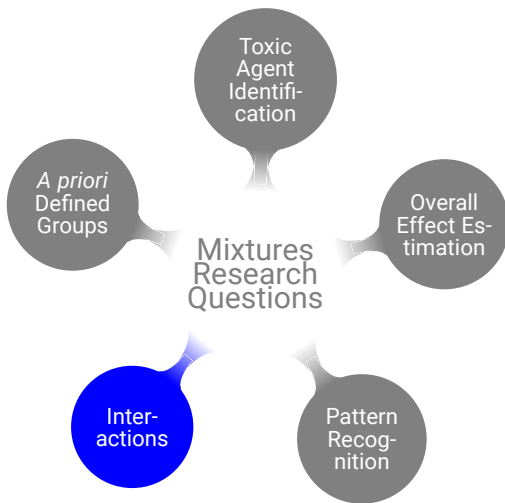 Toxic
Agent
Identifi-
cation
A priori
Defined
Groups
Overall
Effect Es-
timation
Mixtures
Research
Questions
Inter-
actions
Pattern
Recog-
nition